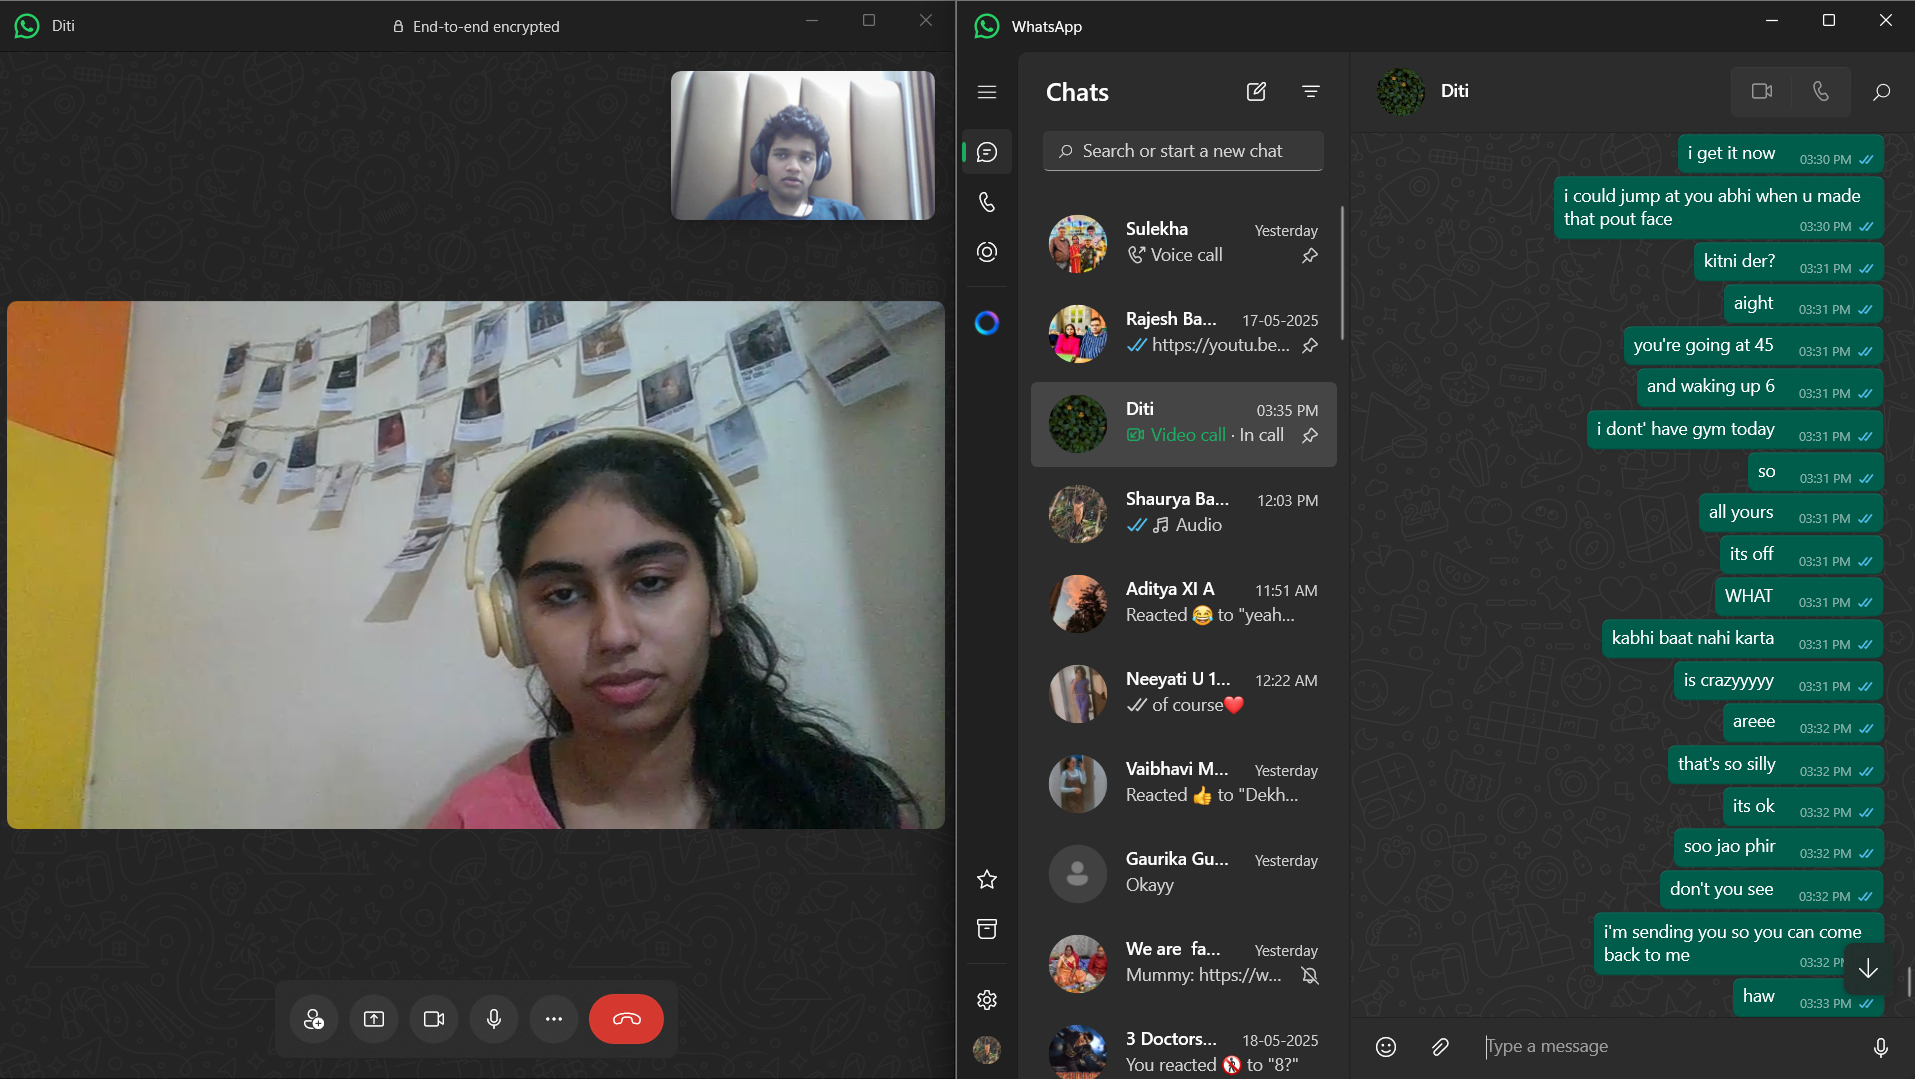 Diti
End-to-end encrypted
WhatsApp
Chats
Search or start a new chat
Sulekha
Yesterday
Voice call
Rajesh Ba...
17-05-2025
https://youtu.be...
Diti
03:35 PM
Video call · In call
Shaurya Ba...
12:03 PM
Audio
Aditya XI A
11:51 AM
Reacted 😂 to "yeah...
Neeyati U 1...
12:22 AM
of course❤️
Vaibhavi M...
Yesterday
Reacted 👍 to "Dekh...
Gaurika Gu...
Yesterday
Okayy
We are fa...
Yesterday
Mummy: https://w...
3 Doctors...
18-05-2025
You reacted 🚷 to "8?"
Diti
i get it now
03:30 PM
i could jump at you abhi when u made
that pout face
03:30 PM
kitni der?
03:31 PM
aight
03:31 PM
you're going at 45
03:31 PM
and waking up 6
03:31 PM
i dont' have gym today
03:31 PM
so
03:31 PM
all yours
03:31 PM
its off
03:31 PM
WHAT
03:31 PM
kabhi baat nahi karta
03:31 PM
is crazyyyyy
03:31 PM
areee
03:32 PM
that's so silly
03:32 PM
its ok
03:32 PM
soo jao phir
03:32 PM
don't you see
03:32 PM
i'm sending you so you can come
back to me
03:32 P
haw
03:33 PM
Type a message